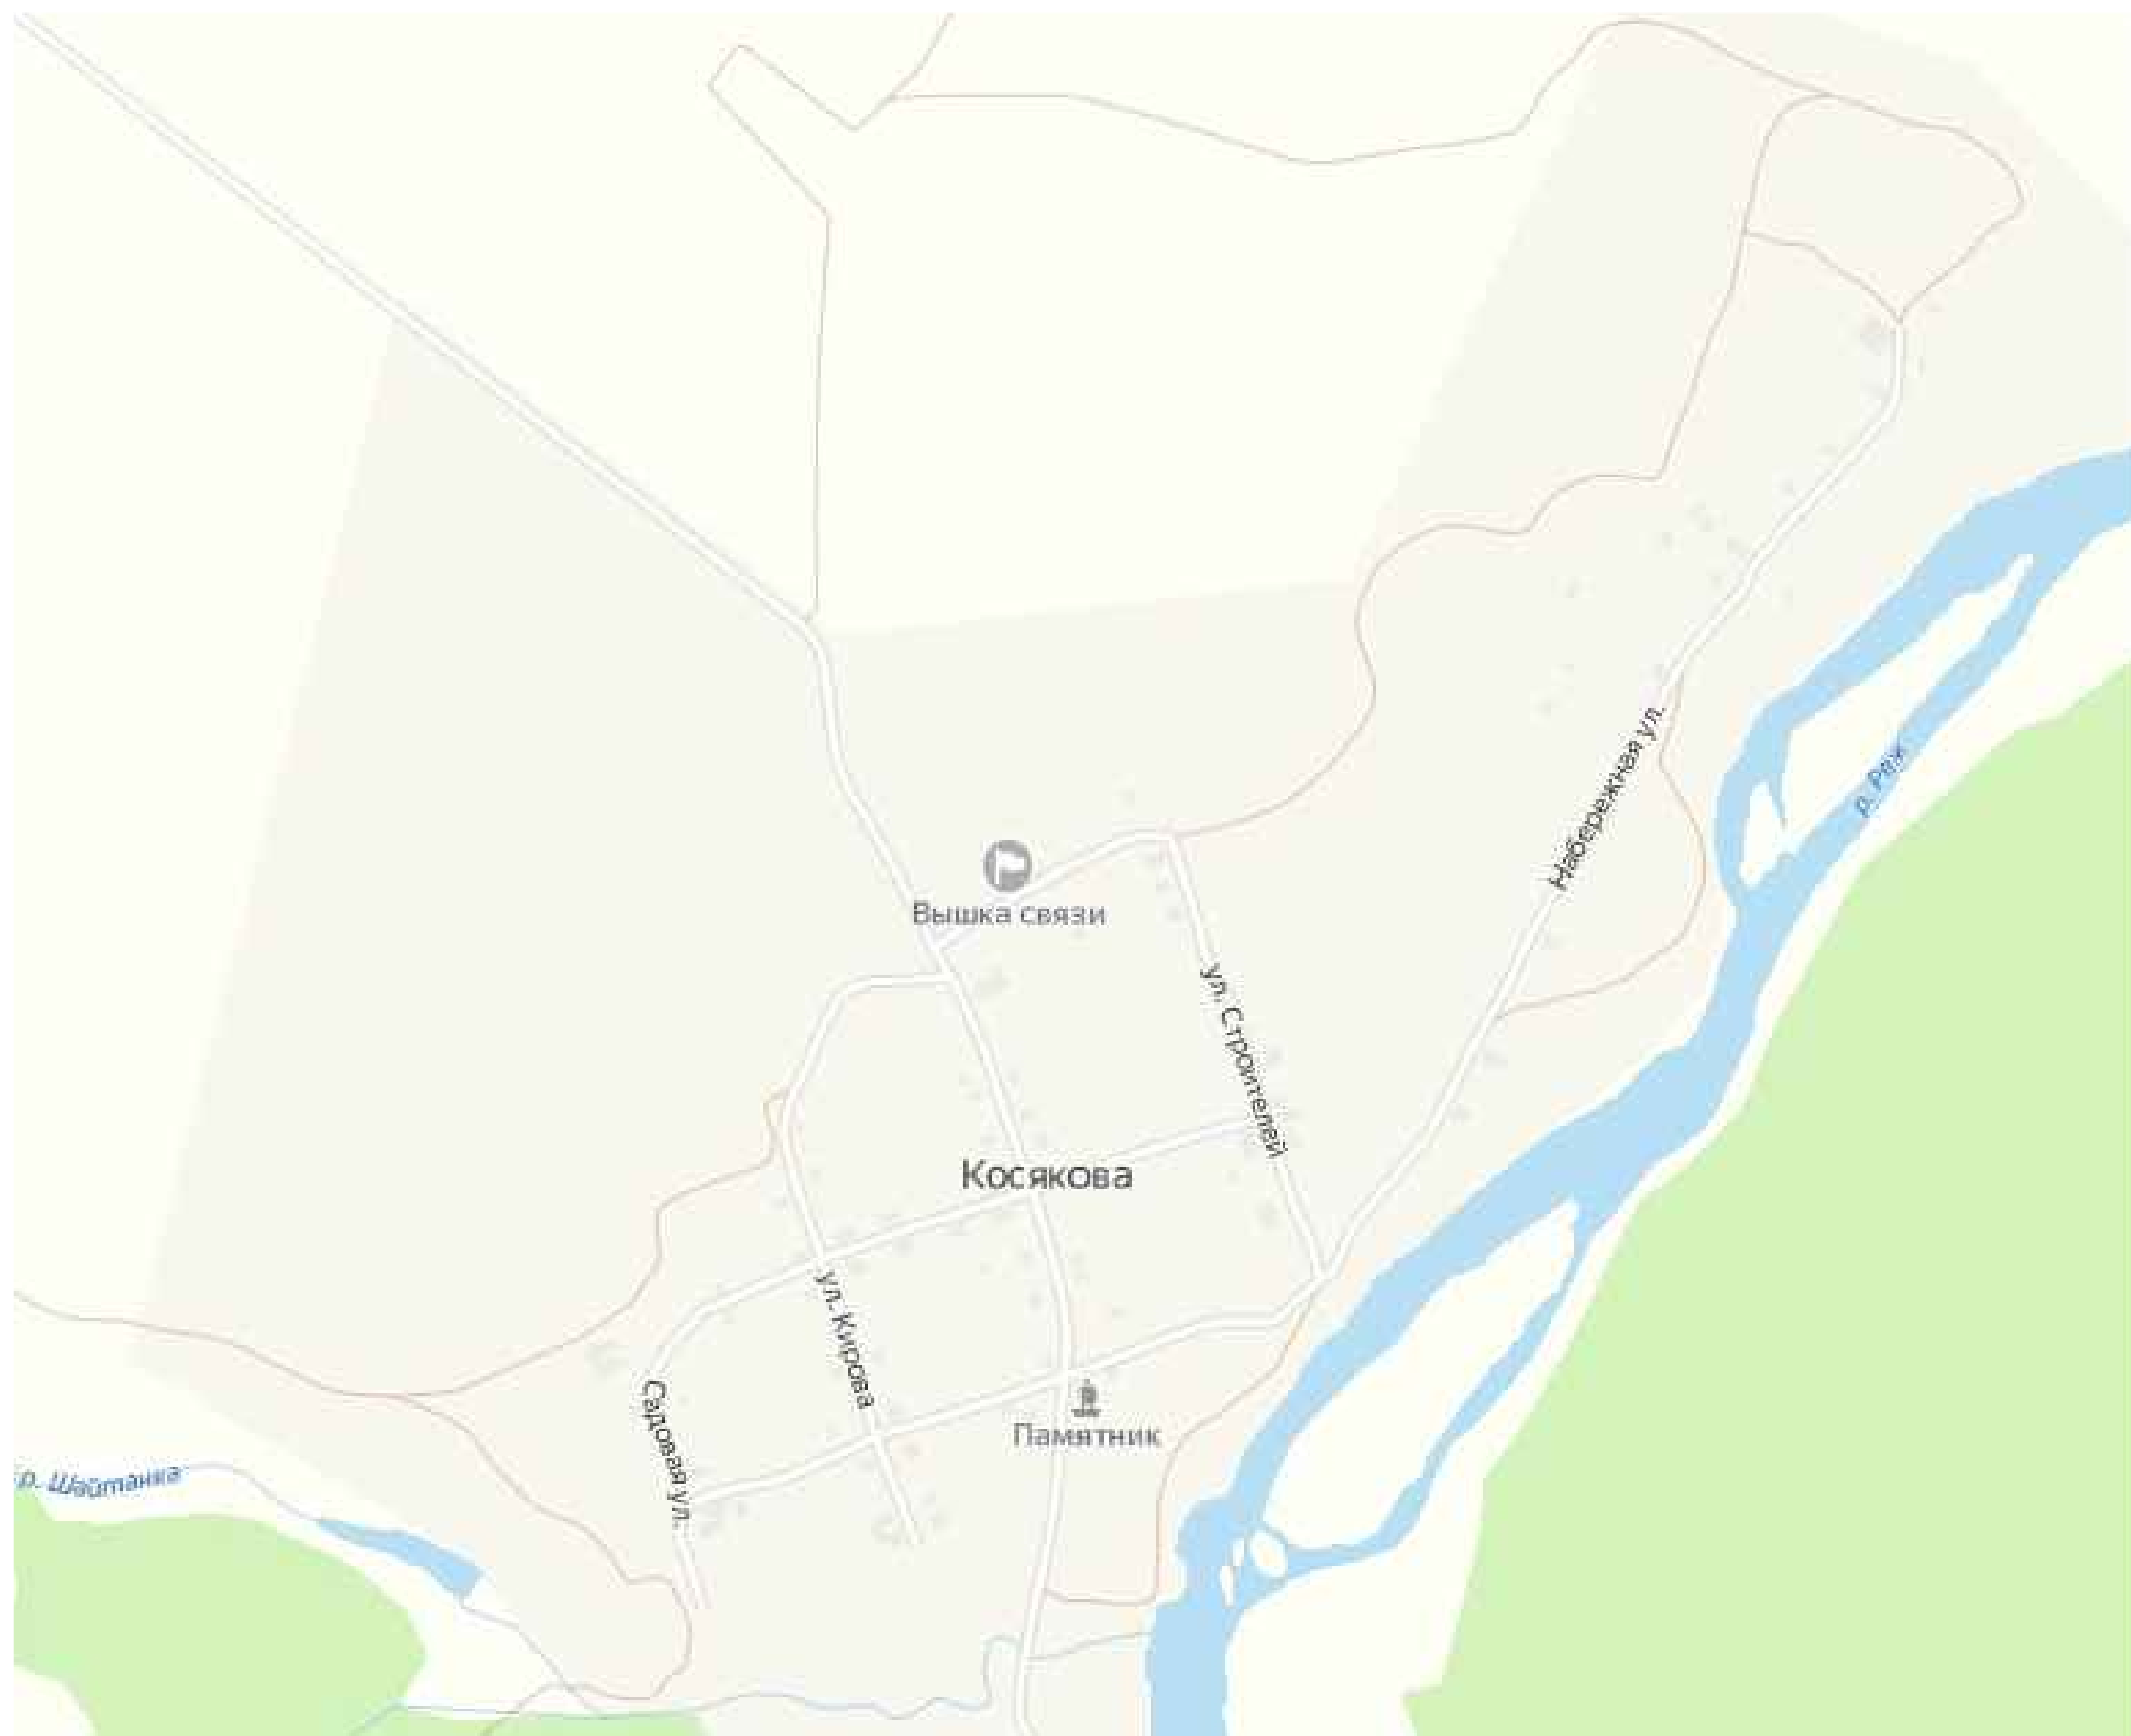 Набережная ул.
р. Реж
Вышка связи
ул. Строителей
Косякова
ул. Кирова
Садовая ул.
Памятник
р. Шайтанка